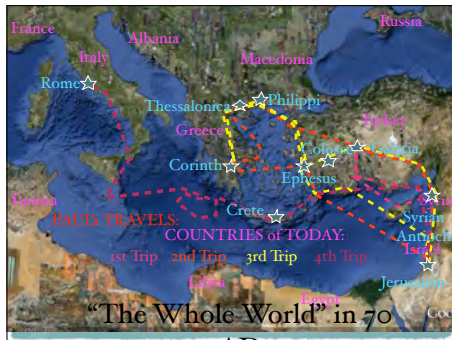 France
Russia
Albania
Italy
Macedonia
Rome
Thessalonica
Philippi
Turkey
Greece
Colosse
Galatia
Corinth
Ephesus
Tunisia
Crete
Syrian
Antioch
PAUL'S TRAVELS:
COUNTRIES of TODAY:
Israel
1st Trip 2nd Trip 3rd Trip 4th Trip
Jerusalem
Libya
Egypt
Goo
“The Whole World” in 70
AD